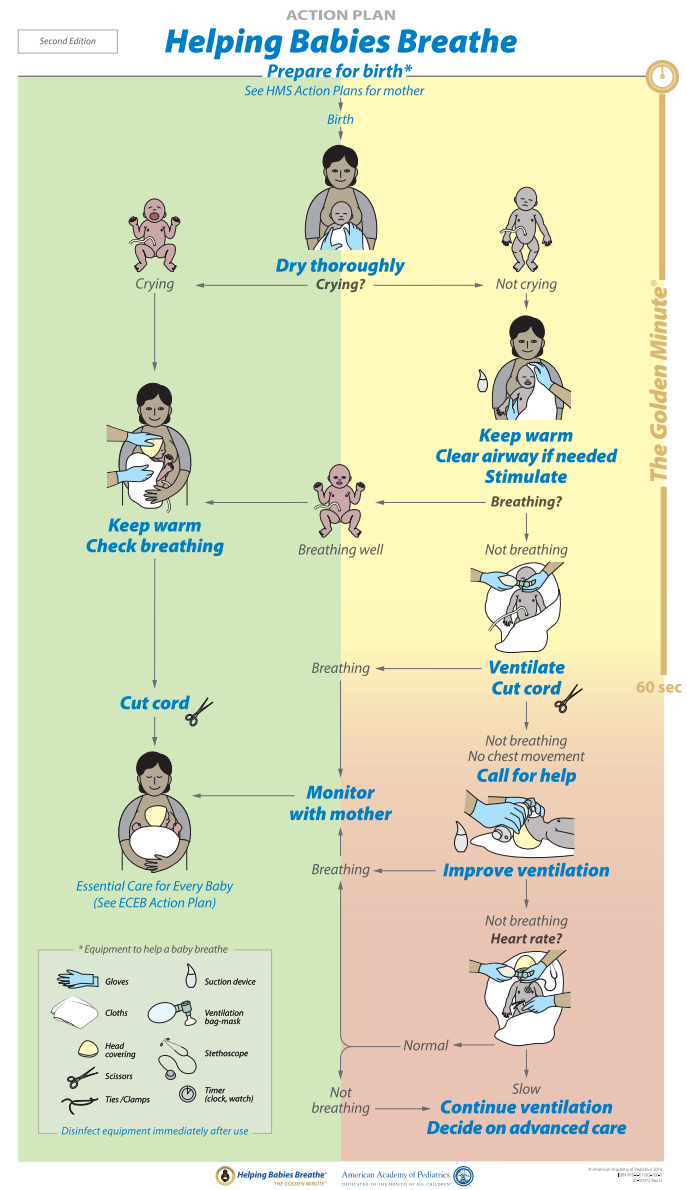 ACTION PLAN
Second Edition
Helping Babies Breathe
Prepare for birth*
See HMS Action Plans for mother
Birth
Dry thoroughly
Crying
Crying?
Not crying
The Golden Minute®
Keep warm
Clear airway if needed
Stimulate
Breathing?
Breathing well
Not breathing
Keep warm
Check breathing
Breathing
Ventilate
Cut cord
60 sec
Cut cord
Not breathing
No chest movement
Call for help
Monitor
with mother
Breathing
Improve ventilation
Essential Care for Every Baby
(See ECEB Action Plan)
Not breathing
Heart rate?
* Equipment to help a baby breathe
Gloves
Suction device
Cloths
Ventilation
bag-mask
Head
covering
Stethoscope
Scissors
Ties /Clamps
Timer
(clock, watch)
Disinfect equipment immediately after use
Normal
Slow
Not
breathing
Continue ventilation
Decide on advanced care
Helping Babies Breathe®
THE GOLDEN MINUTE®
American Academy of Pediatrics
DEDICATED TO THE HEALTH OF ALL CHILDREN®
© American Academy of Pediatrics 2016